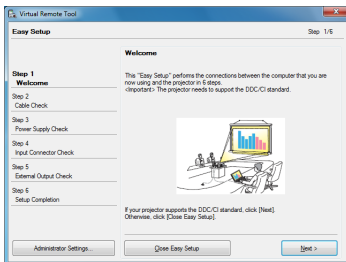 Virtual Remote Tool
Easy Setup
Step 1/6
Step 1
Welcome
Step 2
Cable Check
Step 3
Power Supply Check
Step 4
Input Connector Check
Step 5
External Output Check
Step 6
Setup Completion
Welcome
This "Easy Setup" performs the connections between the computer that you are
now using and the projector in 6 steps.
<Important> The projector needs to support the DDC/CI standard.
If your projector supports the DDC/CI standard, click [Next].
Otherwise, click [Close Easy Setup].
Administrator Settings...
Close Easy Setup
Next >